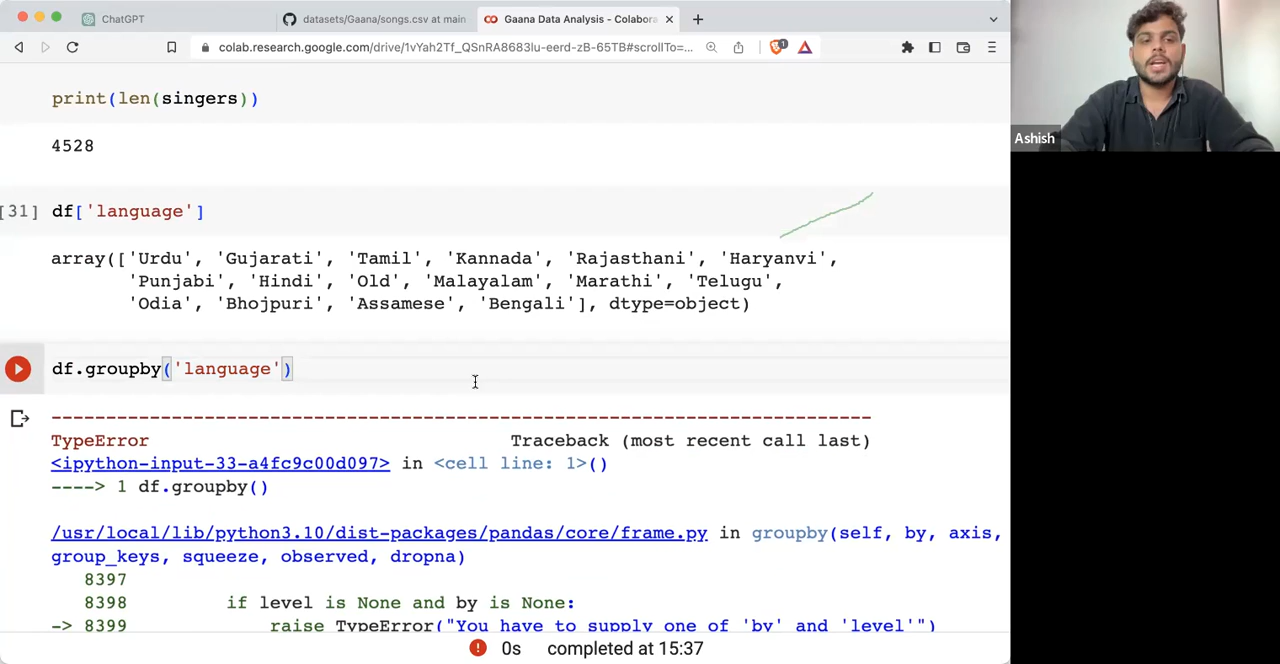 ChatGPT
datasets/Gaana/songs.csv at main
Gaana Data Analysis - Colabora
colab.research.google.com/drive/1vYah2Tf_QSnRA8683lu-eerd-zB-65TB#scrollTo=...
1
print(len(singers))
4528
Ashish
[31] df['language']
array(['Urdu', 'Gujarati', 'Tamil', 'Kannada', 'Rajasthani', 'Haryanvi',
'Punjabi', 'Hindi', 'Old', 'Malayalam', 'Marathi', 'Telugu',
'Odia', 'Bhojpuri', 'Assamese', 'Bengali'], dtype=object)
df.groupby('language')
TypeError Traceback (most recent call last)
<ipython-input-33-a4fc9c00d097> in <cell line: 1>()
----> 1 df.groupby()
/usr/local/lib/python3.10/dist-packages/pandas/core/frame.py in groupby(self, by, axis,
group_keys, squeeze, observed, dropna)
8397
8398 if level is None and by is None:
-> 8399 raise TypeError("You have to supply one of 'by' and 'level'")
0s completed at 15:37